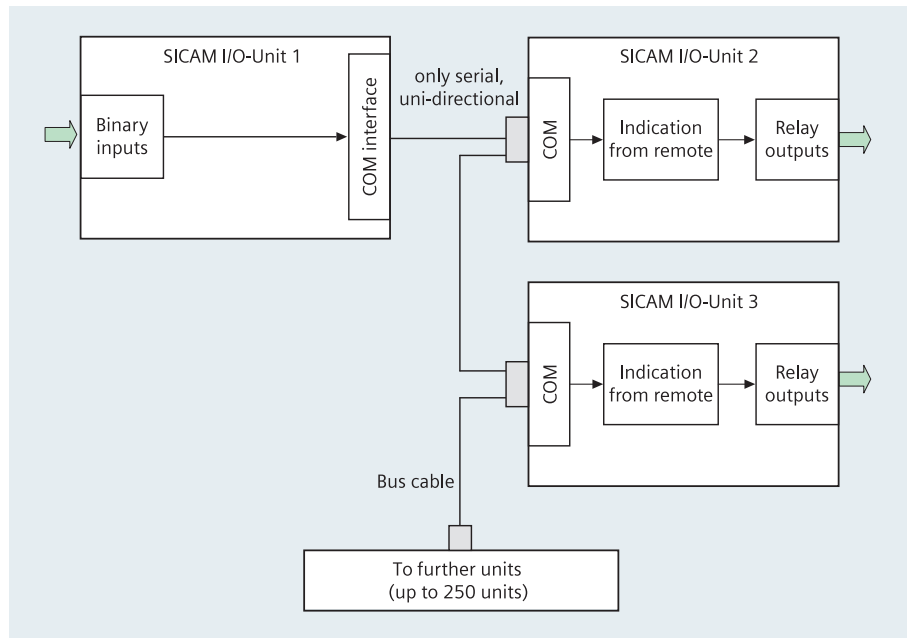 SICAM I/O-Unit 1
Binary
inputs
COM interface
only serial,
uni-directional
SICAM I/O-Unit 2
COM
Indication
from remote
Relay
outputs
SICAM I/O-Unit 3
COM
Indication
from remote
Relay
outputs
Bus cable
To further units
(up to 250 units)